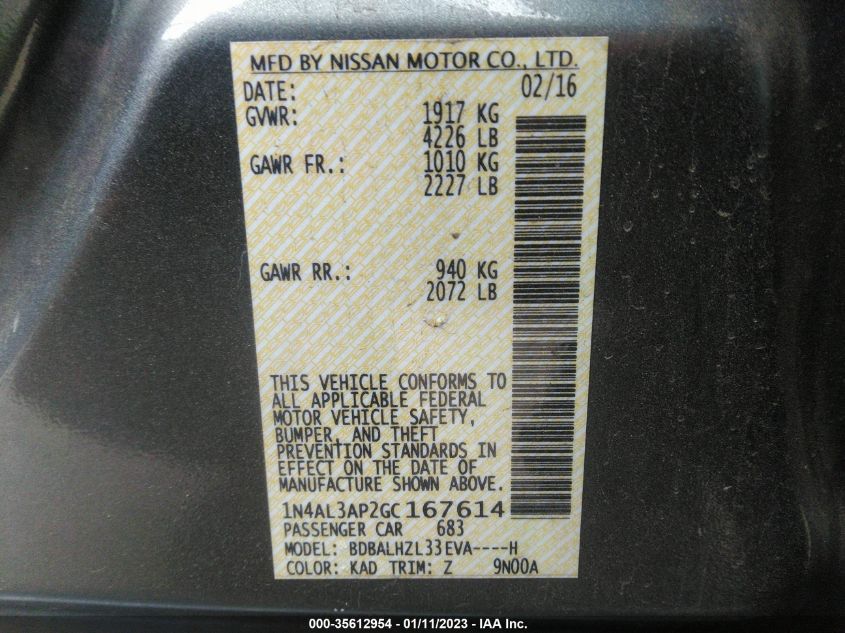 MFD BY NISSAN MOTOR CO., LTD.
DATE: 02/16
GVWR: 1917 KG
4226 LB
GAWR FR.: 1010 KG
2227 LB
GAWR RR.: 940 KG
2072 LB
THIS VEHICLE CONFORMS TO
ALL APPLICABLE FEDERAL
MOTOR VEHICLE SAFETY,
BUMPER, AND THEFT
PREVENTION STANDARDS IN
EFFECT ON THE DATE OF
MANUFACTURE SHOWN ABOVE.
1N4AL3AP2GC167614
PASSENGER CAR 683
MODEL: BDBALHZL33EVA----H
COLOR: KAD TRIM: Z 9N00A
000-35612954 - 01/11/2023 - IAA Inc.